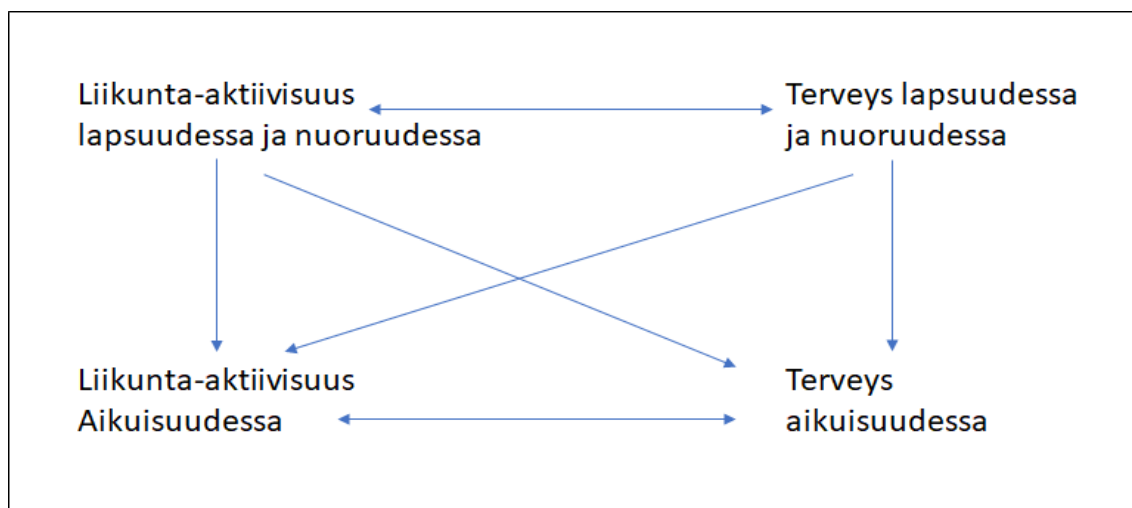 Liikunta-aktiivisuus
lapsuudessa ja nuoruudessa
Terveys lapsuudessa
ja nuoruudessa
Liikunta-aktiivisuus
Aikuisuudessa
Terveys
aikuisuudessa